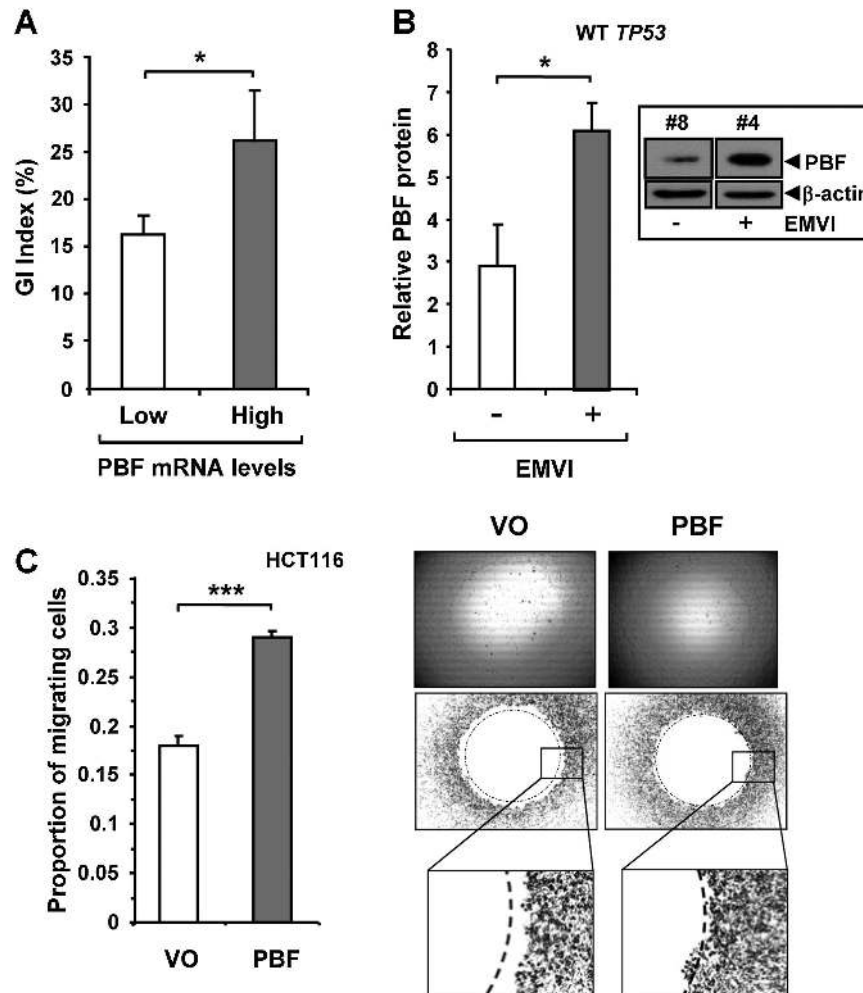 A
GI Index (%)
35
30
25
20
15
10
5
0
*
Low High
PBF mRNA levels
B
WT TP53
Relative PBF protein
8
7
6
5
4
3
2
1
0
*
- +
EMVI
#8 #4
◄PBF
◄β-actin
- + EMVI
C
HCT116
Proportion of migrating cells
0.35
0.3
0.25
0.2
0.15
0.1
0.05
0
***
VO PBF
VO PBF